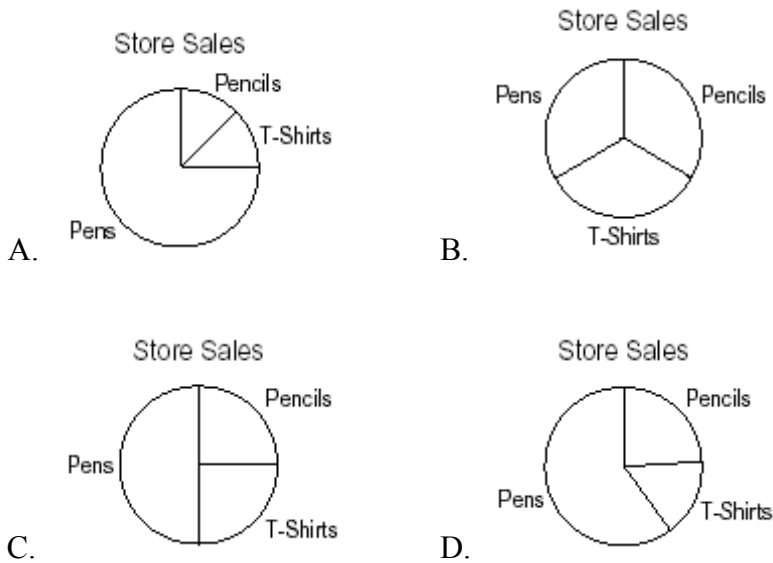 Store Sales
Pencils
T-Shirts
Pens
A.
Store Sales
Pens
Pencils
T-Shirts
B.
Store Sales
Pencils
Pens
T-Shirts
C.
Store Sales
Pencils
Pens
T-Shirts
D.